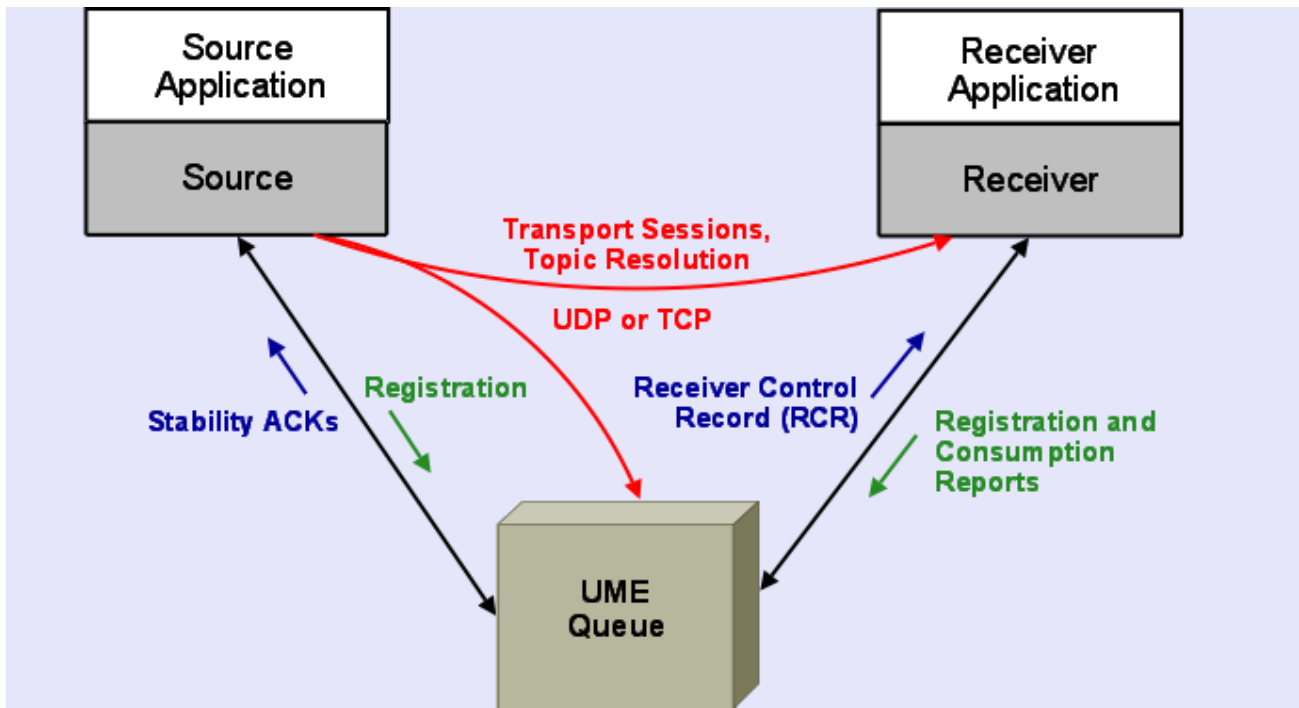 Source
Application
Source
Receiver
Application
Receiver
Transport Sessions,
Topic Resolution
UDP or TCP
Stability ACKs
Registration
Receiver Control
Record (RCR)
Registration and
Consumption
Reports
UME
Queue